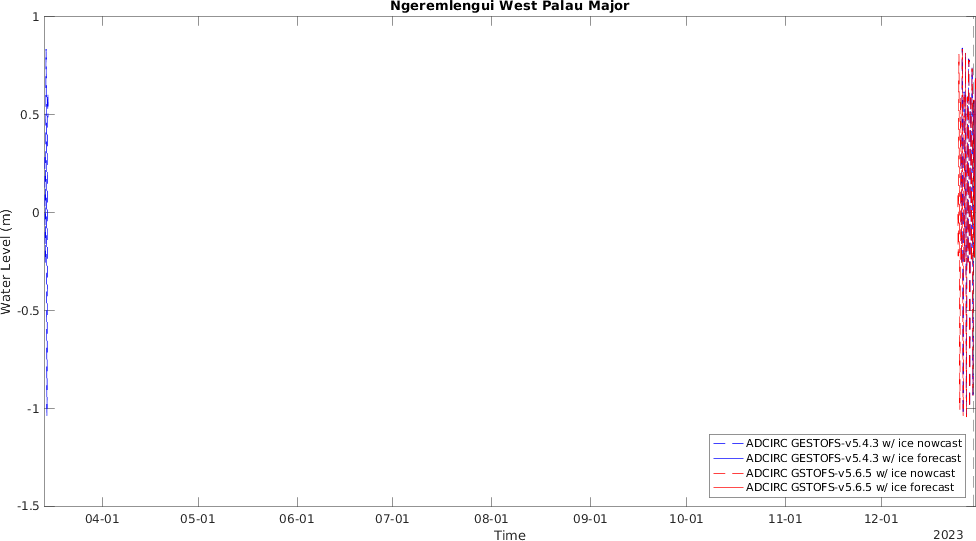 Ngeremlengui West Palau Major
1
0.5
0
-0.5
-1
-1.5
Water Level (m)
04-01 05-01 06-01 07-01 08-01 09-01 10-01 11-01 12-01
Time
2023
ADCIRC GESTOFS-v5.4.3 w/ ice nowcast
ADCIRC GESTOFS-v5.4.3 w/ ice forecast
ADCIRC GSTOFS-v5.6.5 w/ ice nowcast
ADCIRC GSTOFS-v5.6.5 w/ ice forecast